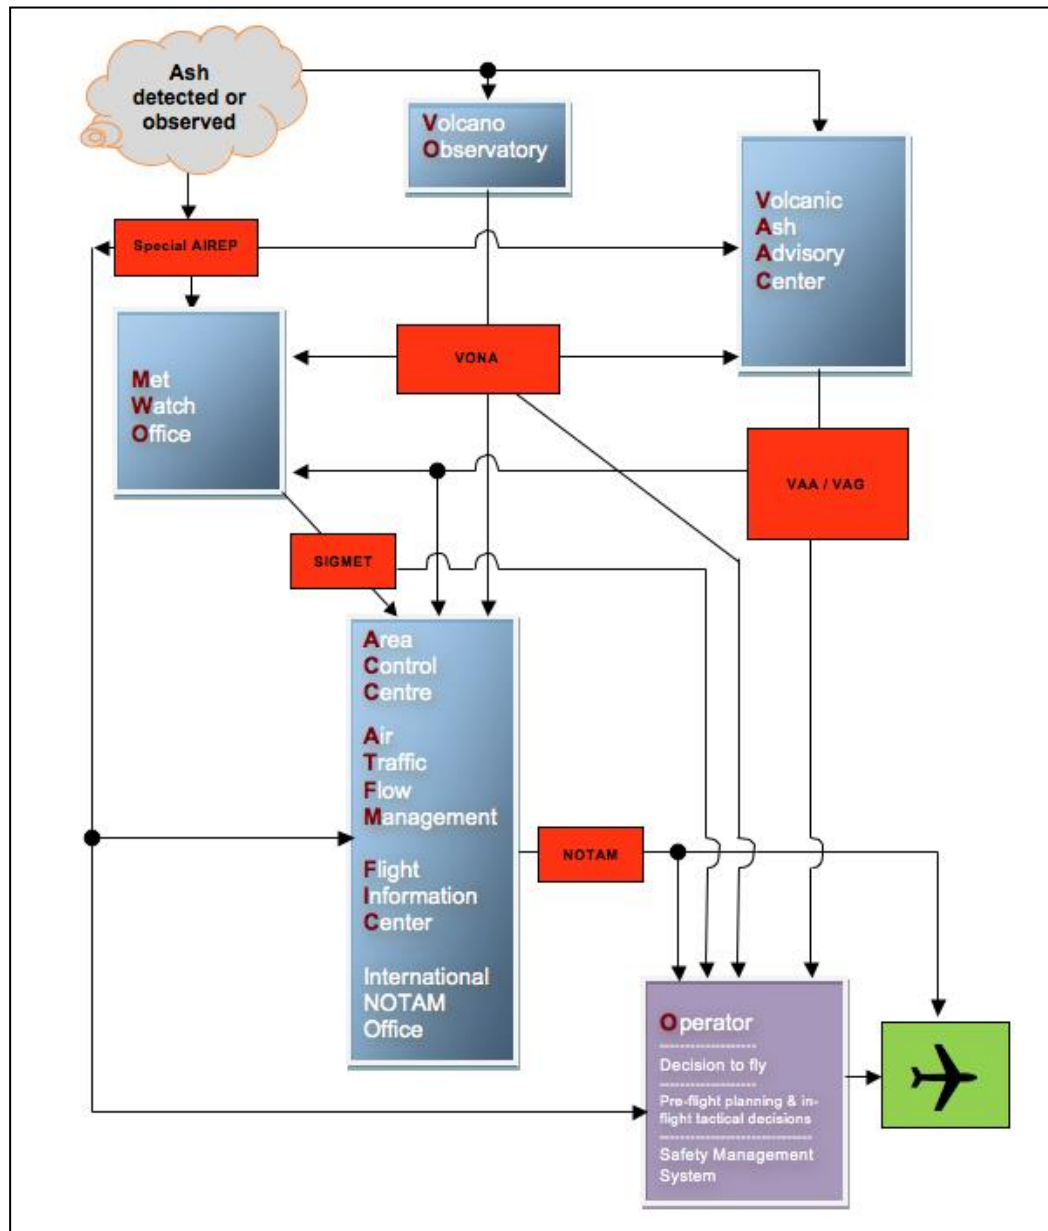 Ash
detected or
observed
Volcano
Observatory
Volcanic
Ash
Advisory
Center
Special AIREP
VONA
Met
Watch
Office
VAA / VAG
SIGMET
Area
Control
Centre
Air
Traffic
Flow
Management
Flight
Information
Center
International
NOTAM
Office
NOTAM
Operator
Decision to fly
Pre-flight planning & in-
flight tactical decisions
Safety Management
System